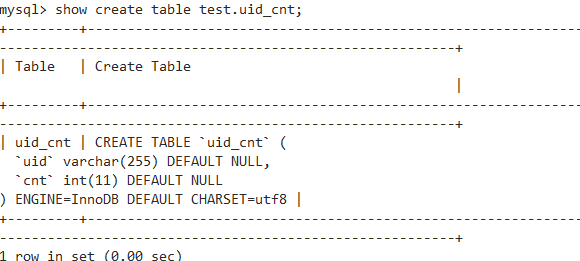 mysql> show create table test.uid_cnt;
+---------+----------------------------------------------------------------
---------------------------------------------------------+
| Table   | Create Table
                                                         |
+---------+----------------------------------------------------------------
---------------------------------------------------------+
| uid_cnt | CREATE TABLE `uid_cnt` (
  `uid` varchar(255) DEFAULT NULL,
  `cnt` int(11) DEFAULT NULL
) ENGINE=InnoDB DEFAULT CHARSET=utf8 |
+---------+----------------------------------------------------------------
---------------------------------------------------------+
1 row in set (0.00 sec)